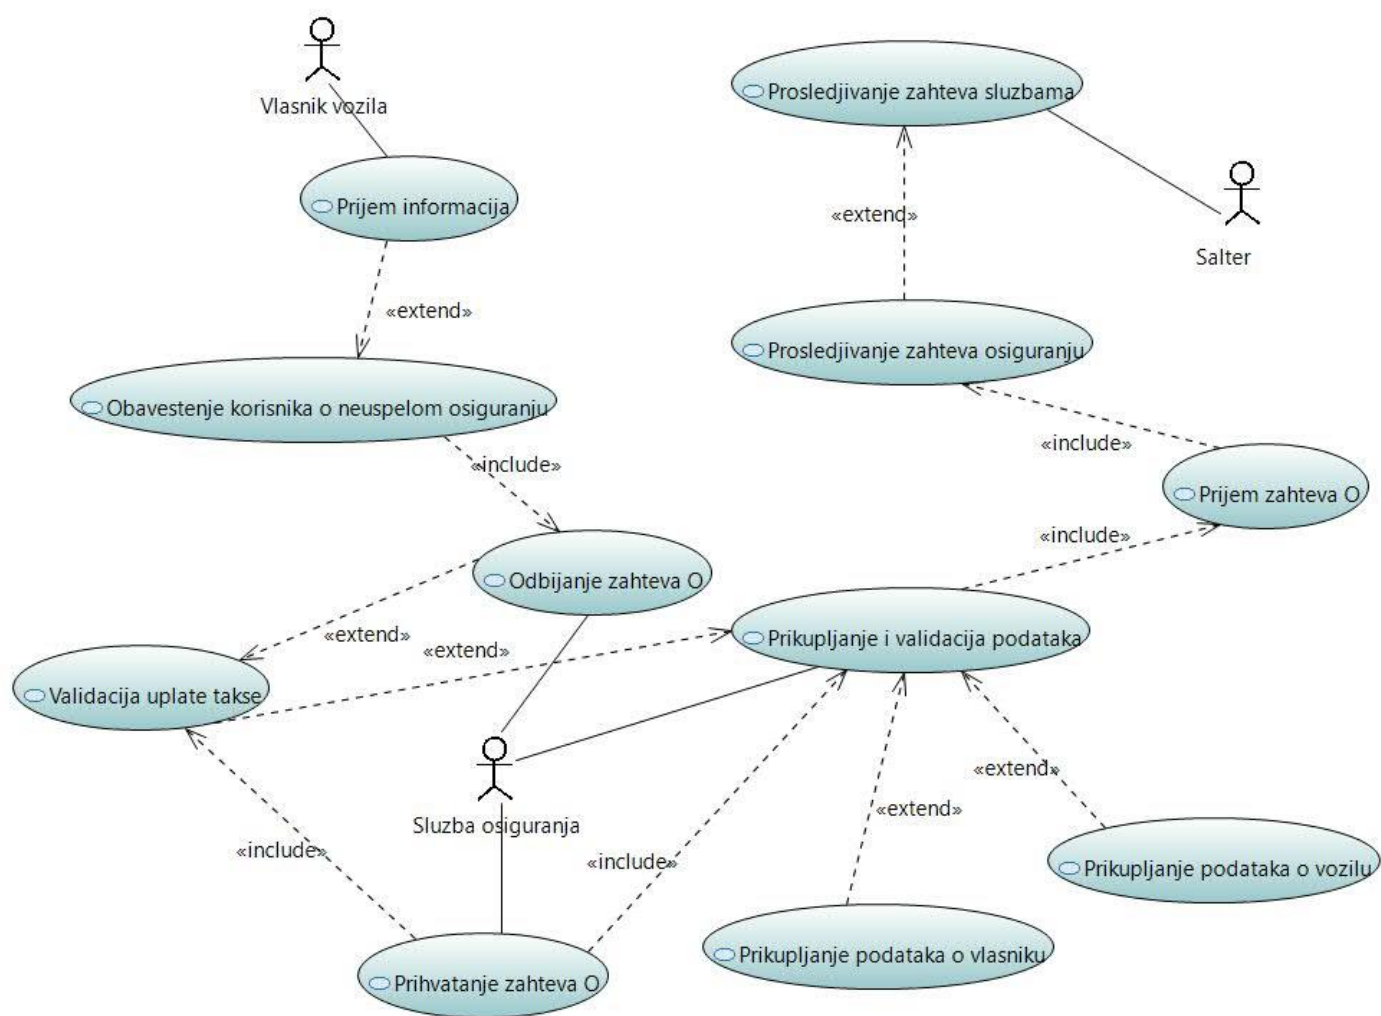 Vlasnik vozila
Prosledjivanje zahteva sluzbama
Prijem informacija
«extend»
Salter
«extend»
Prosledjivanje zahteva osiguranju
Obavestenje korisnika o neuspelom osiguranju
«include»
«include»
Prijem zahteva O
«include»
Odbijanje zahteva O
«extend»
«extend»
Prikupljanje i validacija podataka
Validacija uplate takse
«extend»
«extend»
Sluzba osiguranja
«include»
«include»
Prikupljanje podataka o vozilu
Prikupljanje podataka o vlasniku
Prihvatanje zahteva O